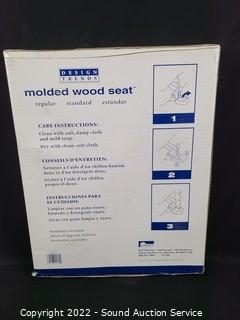 DESIGN
TRENDS
molded wood seat™
regular standard estándar
CARE INSTRUCTIONS:
Clean with soft, damp cloth
and mild soap.
Dry with clean, soft cloth.
CONSEILS D'ENTRETIEN:
Nettoyer à l'aide d'un chiffon humide
doux et d'un détergent doux.
Sécher à l'aide d'un chiffon
propre et doux.
INSTRUCCIONES PARA
EL CUIDADO:
Limpiar con un paño suave,
húmedo y detergente suave.
Secar con paño limpio y suave.
hardware included
1
2
3
Copyright 2022 - Sound Auction Service